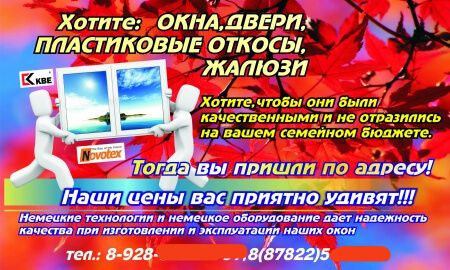 Хотите: ОКНА,ДВЕРИ,
ПЛАСТИКОВЫЕ ОТКОСЫ,
ЖАЛЮЗИ
KBE
Novotex
Хотите,чтобы они были
качественными и не отразились
на вашем семейном бюджете.
Тогда вы пришли по адресу!
Наши цены вас приятно удивят!!!
Немецкие технологии и немецкое оборудование дает надежность
качества при изготовлении и эксплуатации наших окон
тел.: 8-928- ,8(87822)5